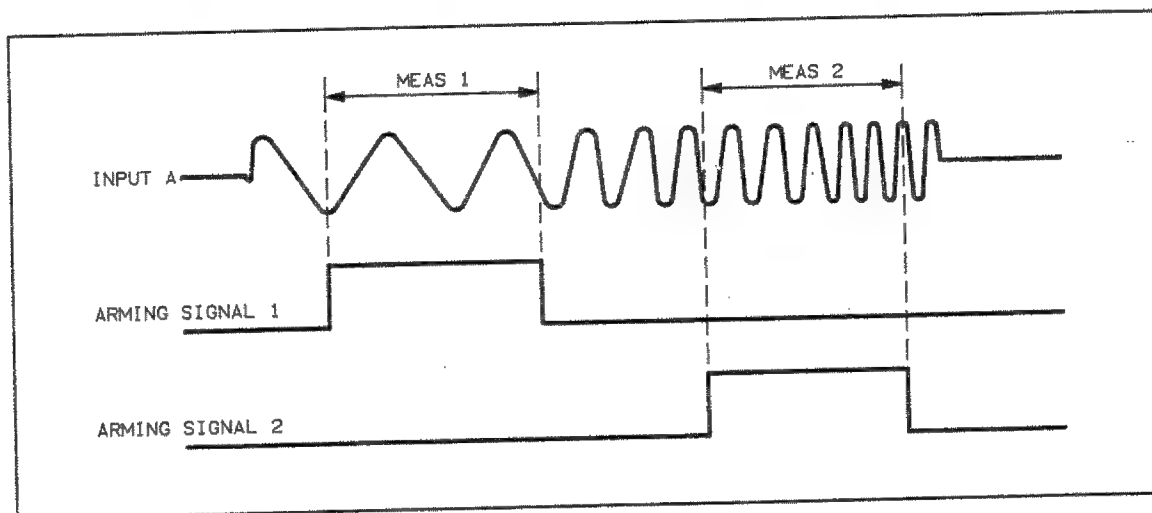 MEAS 1
MEAS 2
INPUT A
ARMING SIGNAL 1
ARMING SIGNAL 2